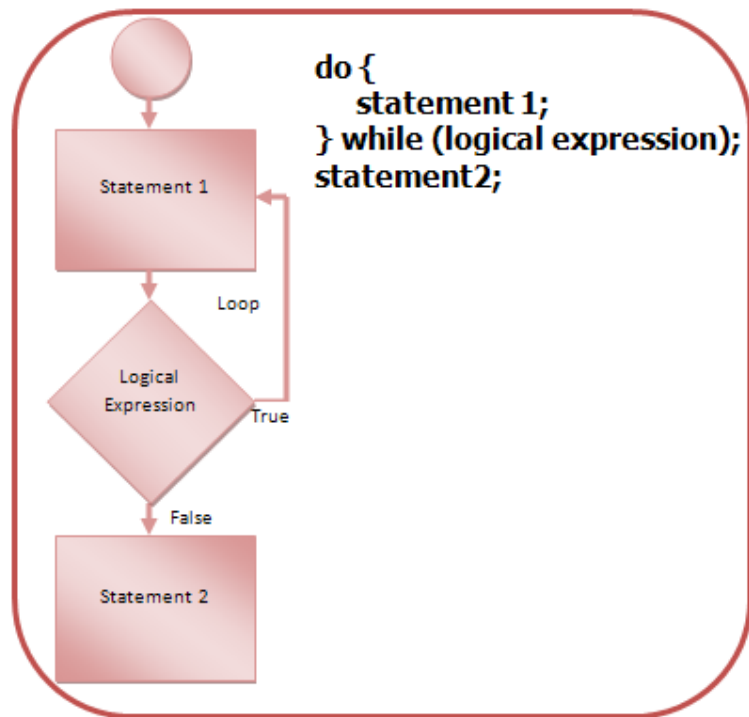 do {
statement 1;
} while (logical expression);
statement2;
Statement 1
Loop
Logical
Expression
True
False
Statement 2